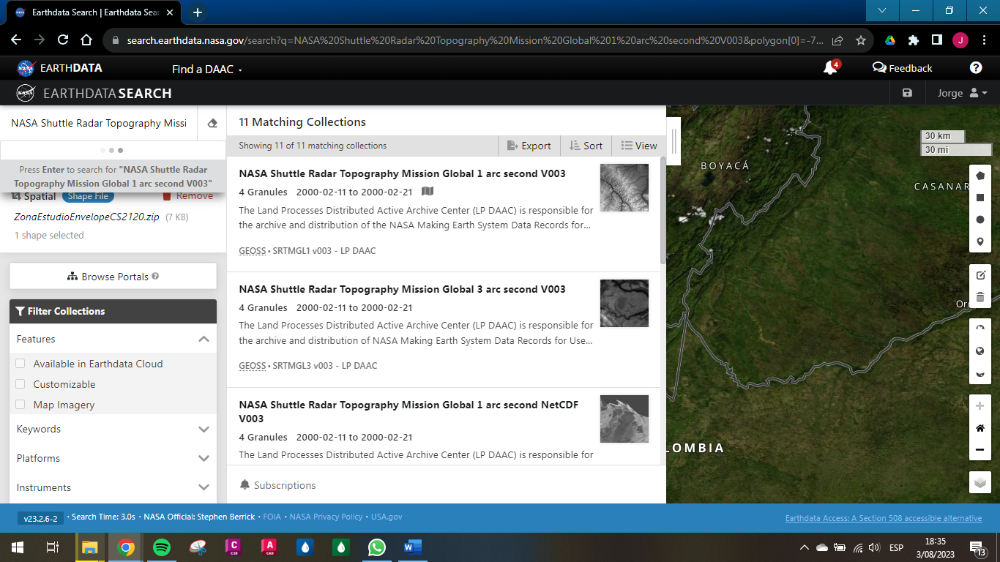 Earthdata Search | Earthdata Sear
search.earthdata.nasa.gov/search?q=NASA%20Shuttle%20Radar%20Topography%20Mission%20Global%201%20arc%20second%20V003&polygon[0]=-7...
J
NASA
EARTHDATA
Find a DAAC
4
Feedback
?
NASA
EARTHDATA SEARCH
Jorge
NASA Shuttle Radar Topography Missi
Press Enter to search for "NASA Shuttle Radar
Topography Mission Global 1 arc second V003"
Spatial
Shape File
Remove
ZonaEstudioEnvelopeCS2120.zip (7 KB)
1 shape selected
Browse Portals
Filter Collections
Features
Available in Earthdata Cloud
Customizable
Map Imagery
Keywords
Platforms
Instruments
11 Matching Collections
Showing 11 of 11 matching collections
Export
Sort
View
NASA Shuttle Radar Topography Mission Global 1 arc second V003
4 Granules 2000-02-11 to 2000-02-21
The Land Processes Distributed Active Archive Center (LP DAAC) is responsible for
the archive and distribution of the NASA Making Earth System Data Records for...
GEOSS • SRTMGL1 v003 - LP DAAC
NASA Shuttle Radar Topography Mission Global 3 arc second V003
4 Granules 2000-02-11 to 2000-02-21
The Land Processes Distributed Active Archive Center (LP DAAC) is responsible for
the archive and distribution of NASA Making Earth System Data Records for Use...
GEOSS • SRTMGL3 v003 - LP DAAC
NASA Shuttle Radar Topography Mission Global 1 arc second NetCDF
V003
4 Granules 2000-02-11 to 2000-02-21
The Land Processes Distributed Active Archive Center (LP DAAC) is responsible for
Subscriptions
30 km
30 mi
BOYACÁ
CASANAR
Or
LOMBIA
v23.2.6-2 • Search Time: 3.0s • NASA Official: Stephen Berrick • FOIA • NASA Privacy Policy • USA.gov
Earthdata Access: A Section 508 accessible alternative
C
C3D
A
CAD
W
ESP
18:35
3/08/2023
13